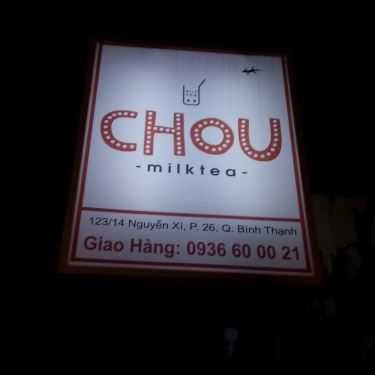 CHOU
- milktea -
123/14 Nguyễn Xí, P. 26, Q. Bình Thạnh
Giao Hàng: 0936 60 00 21